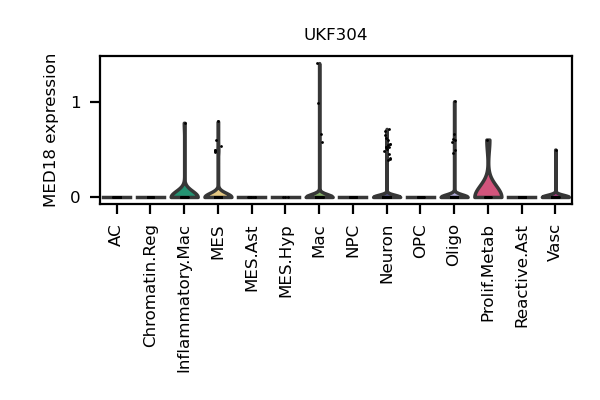 UKF304
MED18 expression
1
0
AC
Chromatin.Reg
Inflammatory.Mac
MES
MES.Ast
MES.Hyp
Mac
NPC
Neuron
OPC
Oligo
Prolif.Metab
Reactive.Ast
Vasc